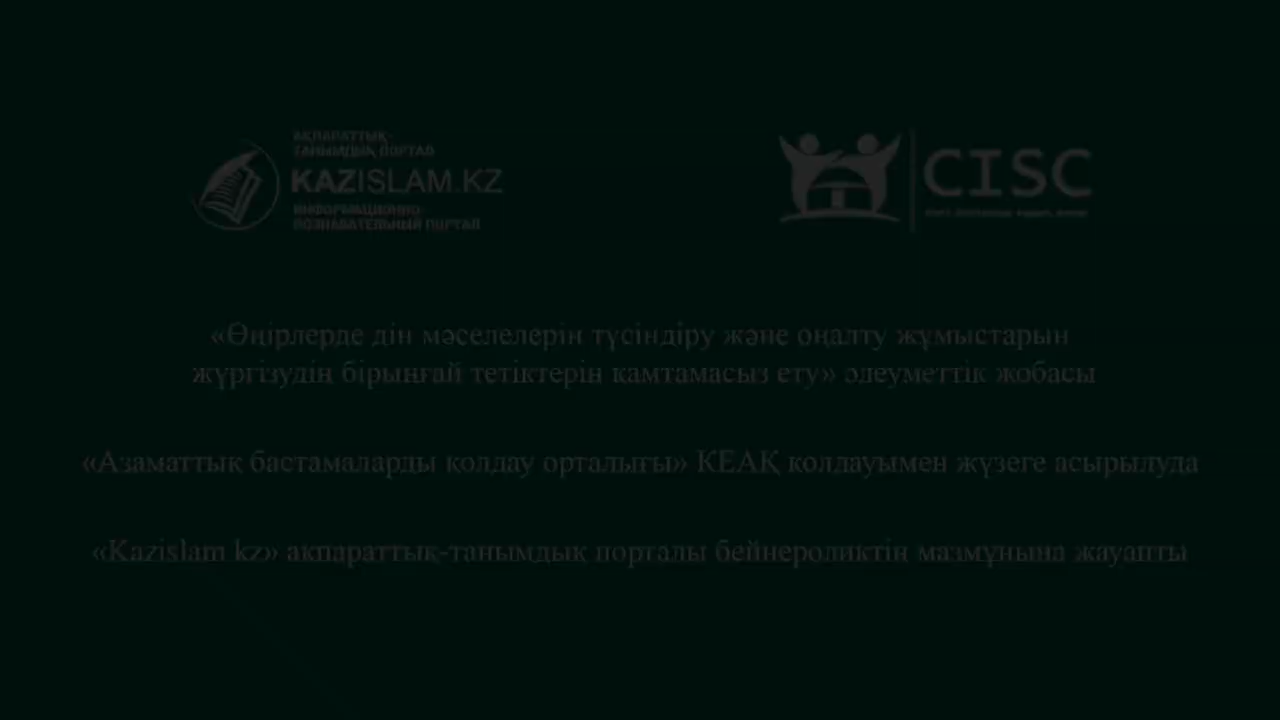 АҚПАРАТТЫҚ-
ТАНЫМДЫҚ ПОРТАЛ
KAZISLAM.KZ
ИНФОРМАЦИОННО-
ПОЗНАВАТЕЛЬНЫЙ ПОРТАЛ
CISC
«Өңірлерде дін мәселелерін түсіндіру және оңалту жұмыстарын
жүргізудің бірыңғай тетіктерін қамтамасыз ету» әлеуметтік жобасы
«Азаматтық бастамаларды қолдау орталығы» КЕАҚ қолдауымен жүзеге асырылуда
«Kazislam kz» ақпараттық-танымдық порталы бейнероликтің мазмұнына жауапты